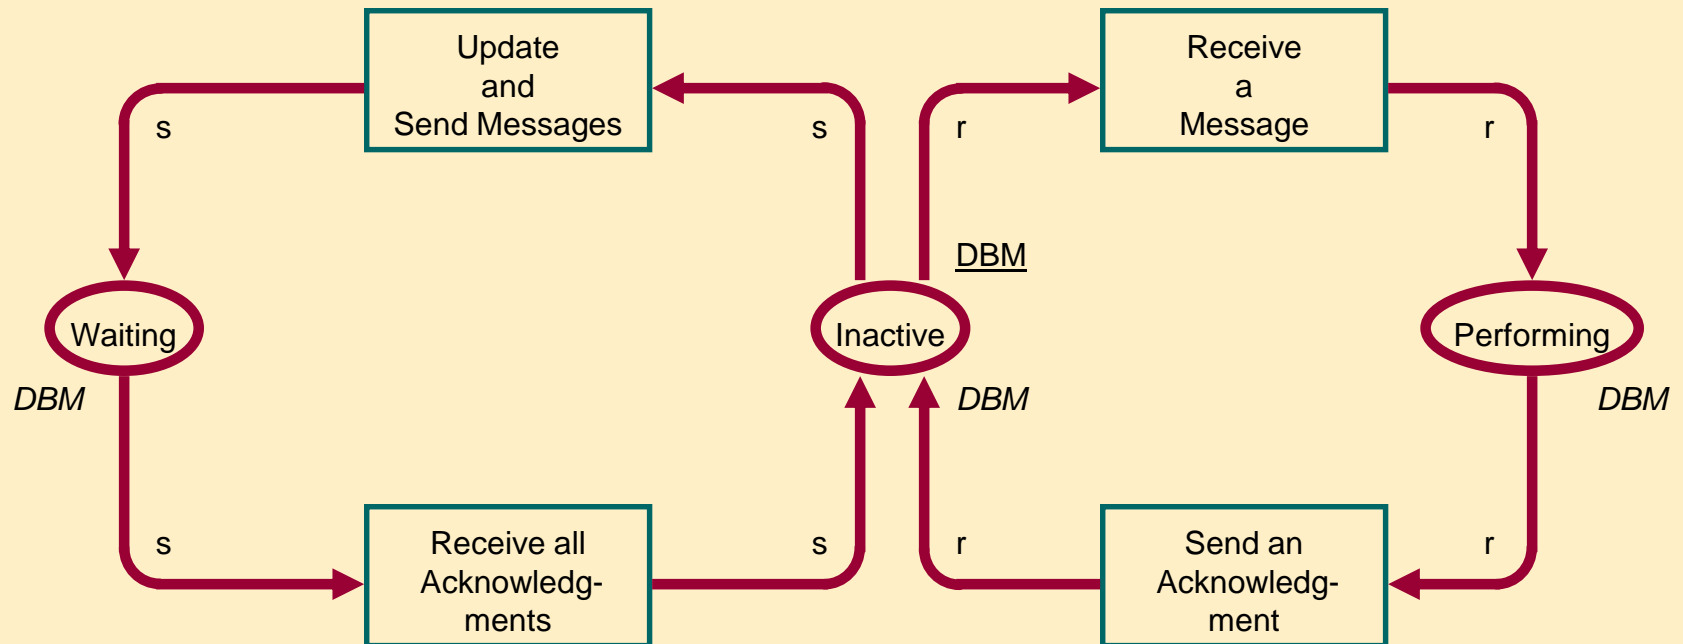 Update
and
Send Messages
Receive
a
Message
s
s
r
r
DBM
Waiting
Inactive
Performing
DBM
DBM
DBM
s
s
r
r
Receive all
Acknowledg-
ments
Send an
Acknowledg-
ment